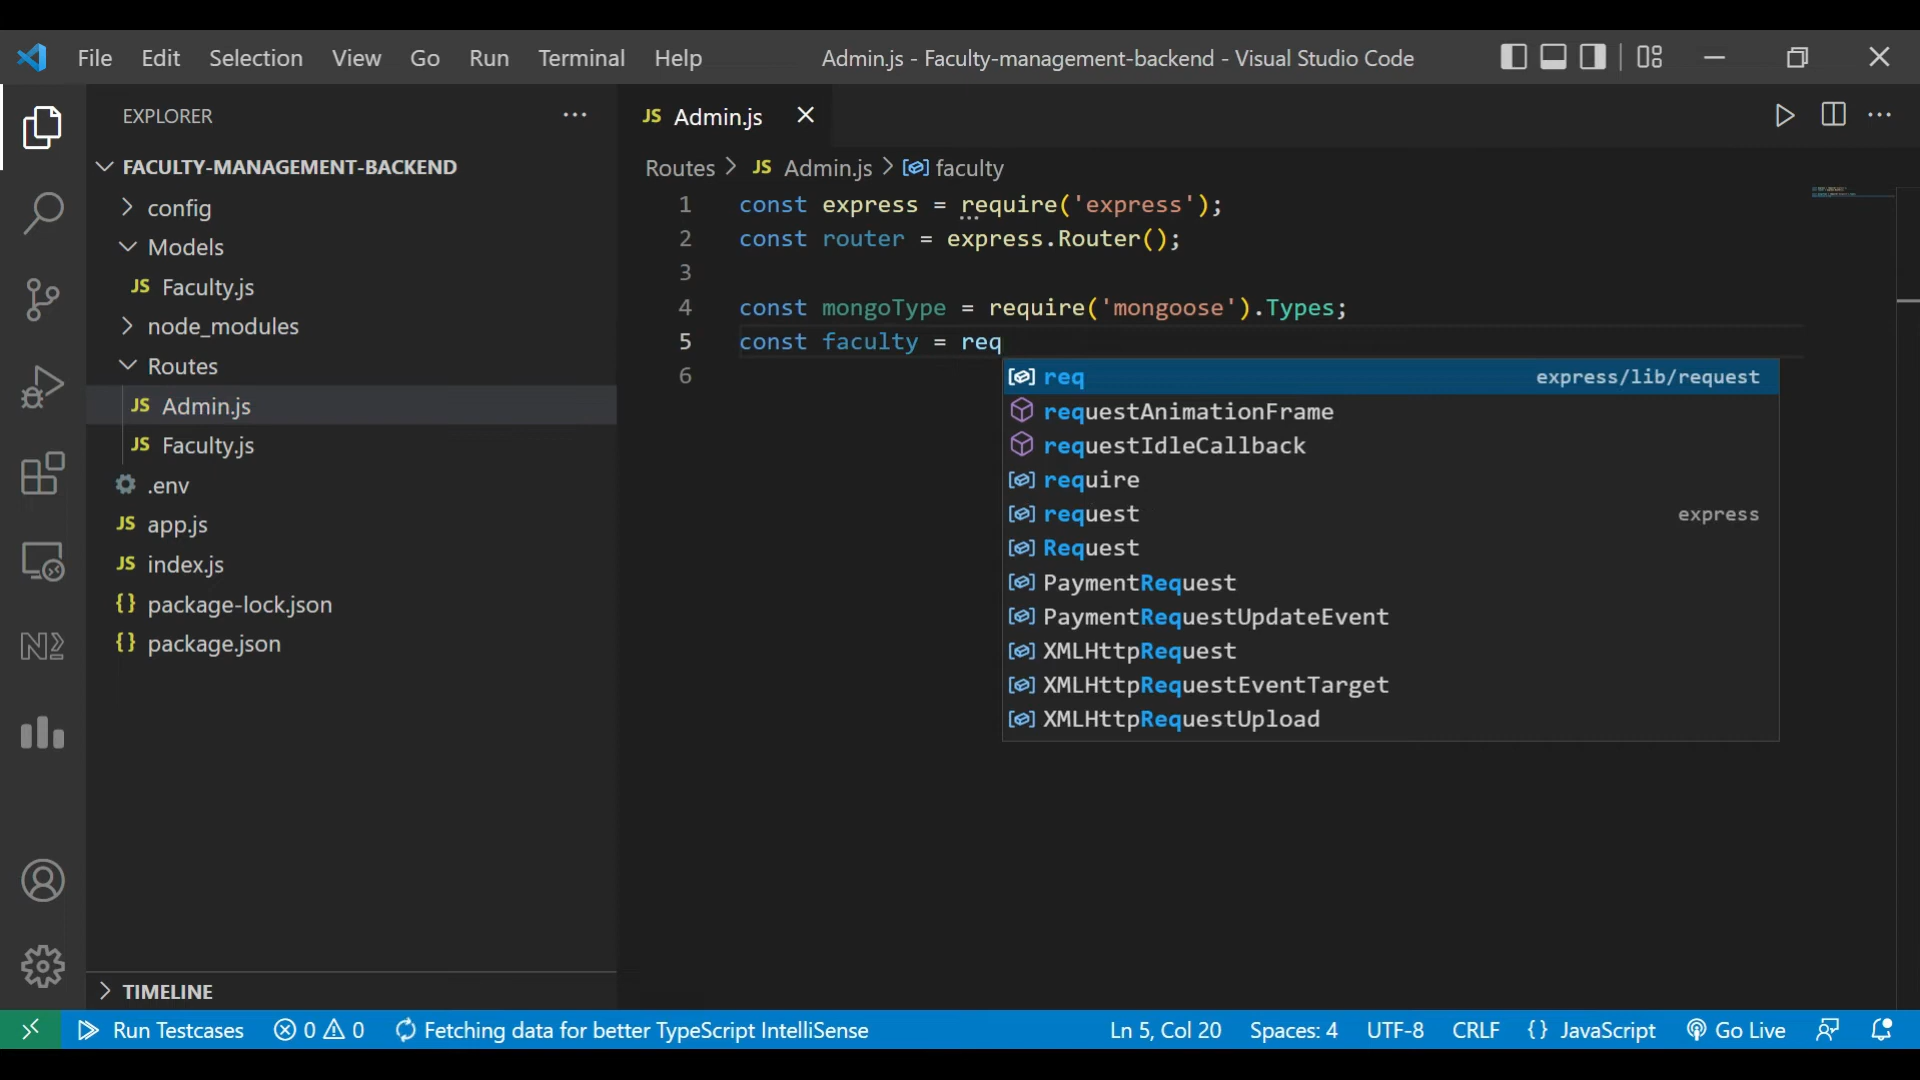 File Edit Selection View Go Run Terminal Help Admin.js - Faculty-management-backend - Visual Studio Code
EXPLORER
FACULTY-MANAGEMENT-BACKEND
config
Models
JS Faculty.js
node_modules
Routes
JS Admin.js
JS Faculty.js
.env
JS app.js
JS index.js
{} package-lock.json
{} package.json
TIMELINE
JS Admin.js
Routes > JS Admin.js > faculty
1 const express = require('express');
2 const router = express.Router();
3
4 const mongoType = require('mongoose').Types;
5 const faculty = req
6
req express/lib/request
requestAnimationFrame
requestIdleCallback
require
request express
Request
PaymentRequest
PaymentRequestUpdateEvent
XMLHttpRequest
XMLHttpRequestEventTarget
XMLHttpRequestUpload
Run Testcases 0 0 Fetching data for better TypeScript IntelliSense Ln 5, Col 20 Spaces: 4 UTF-8 CRLF {} JavaScript Go Live